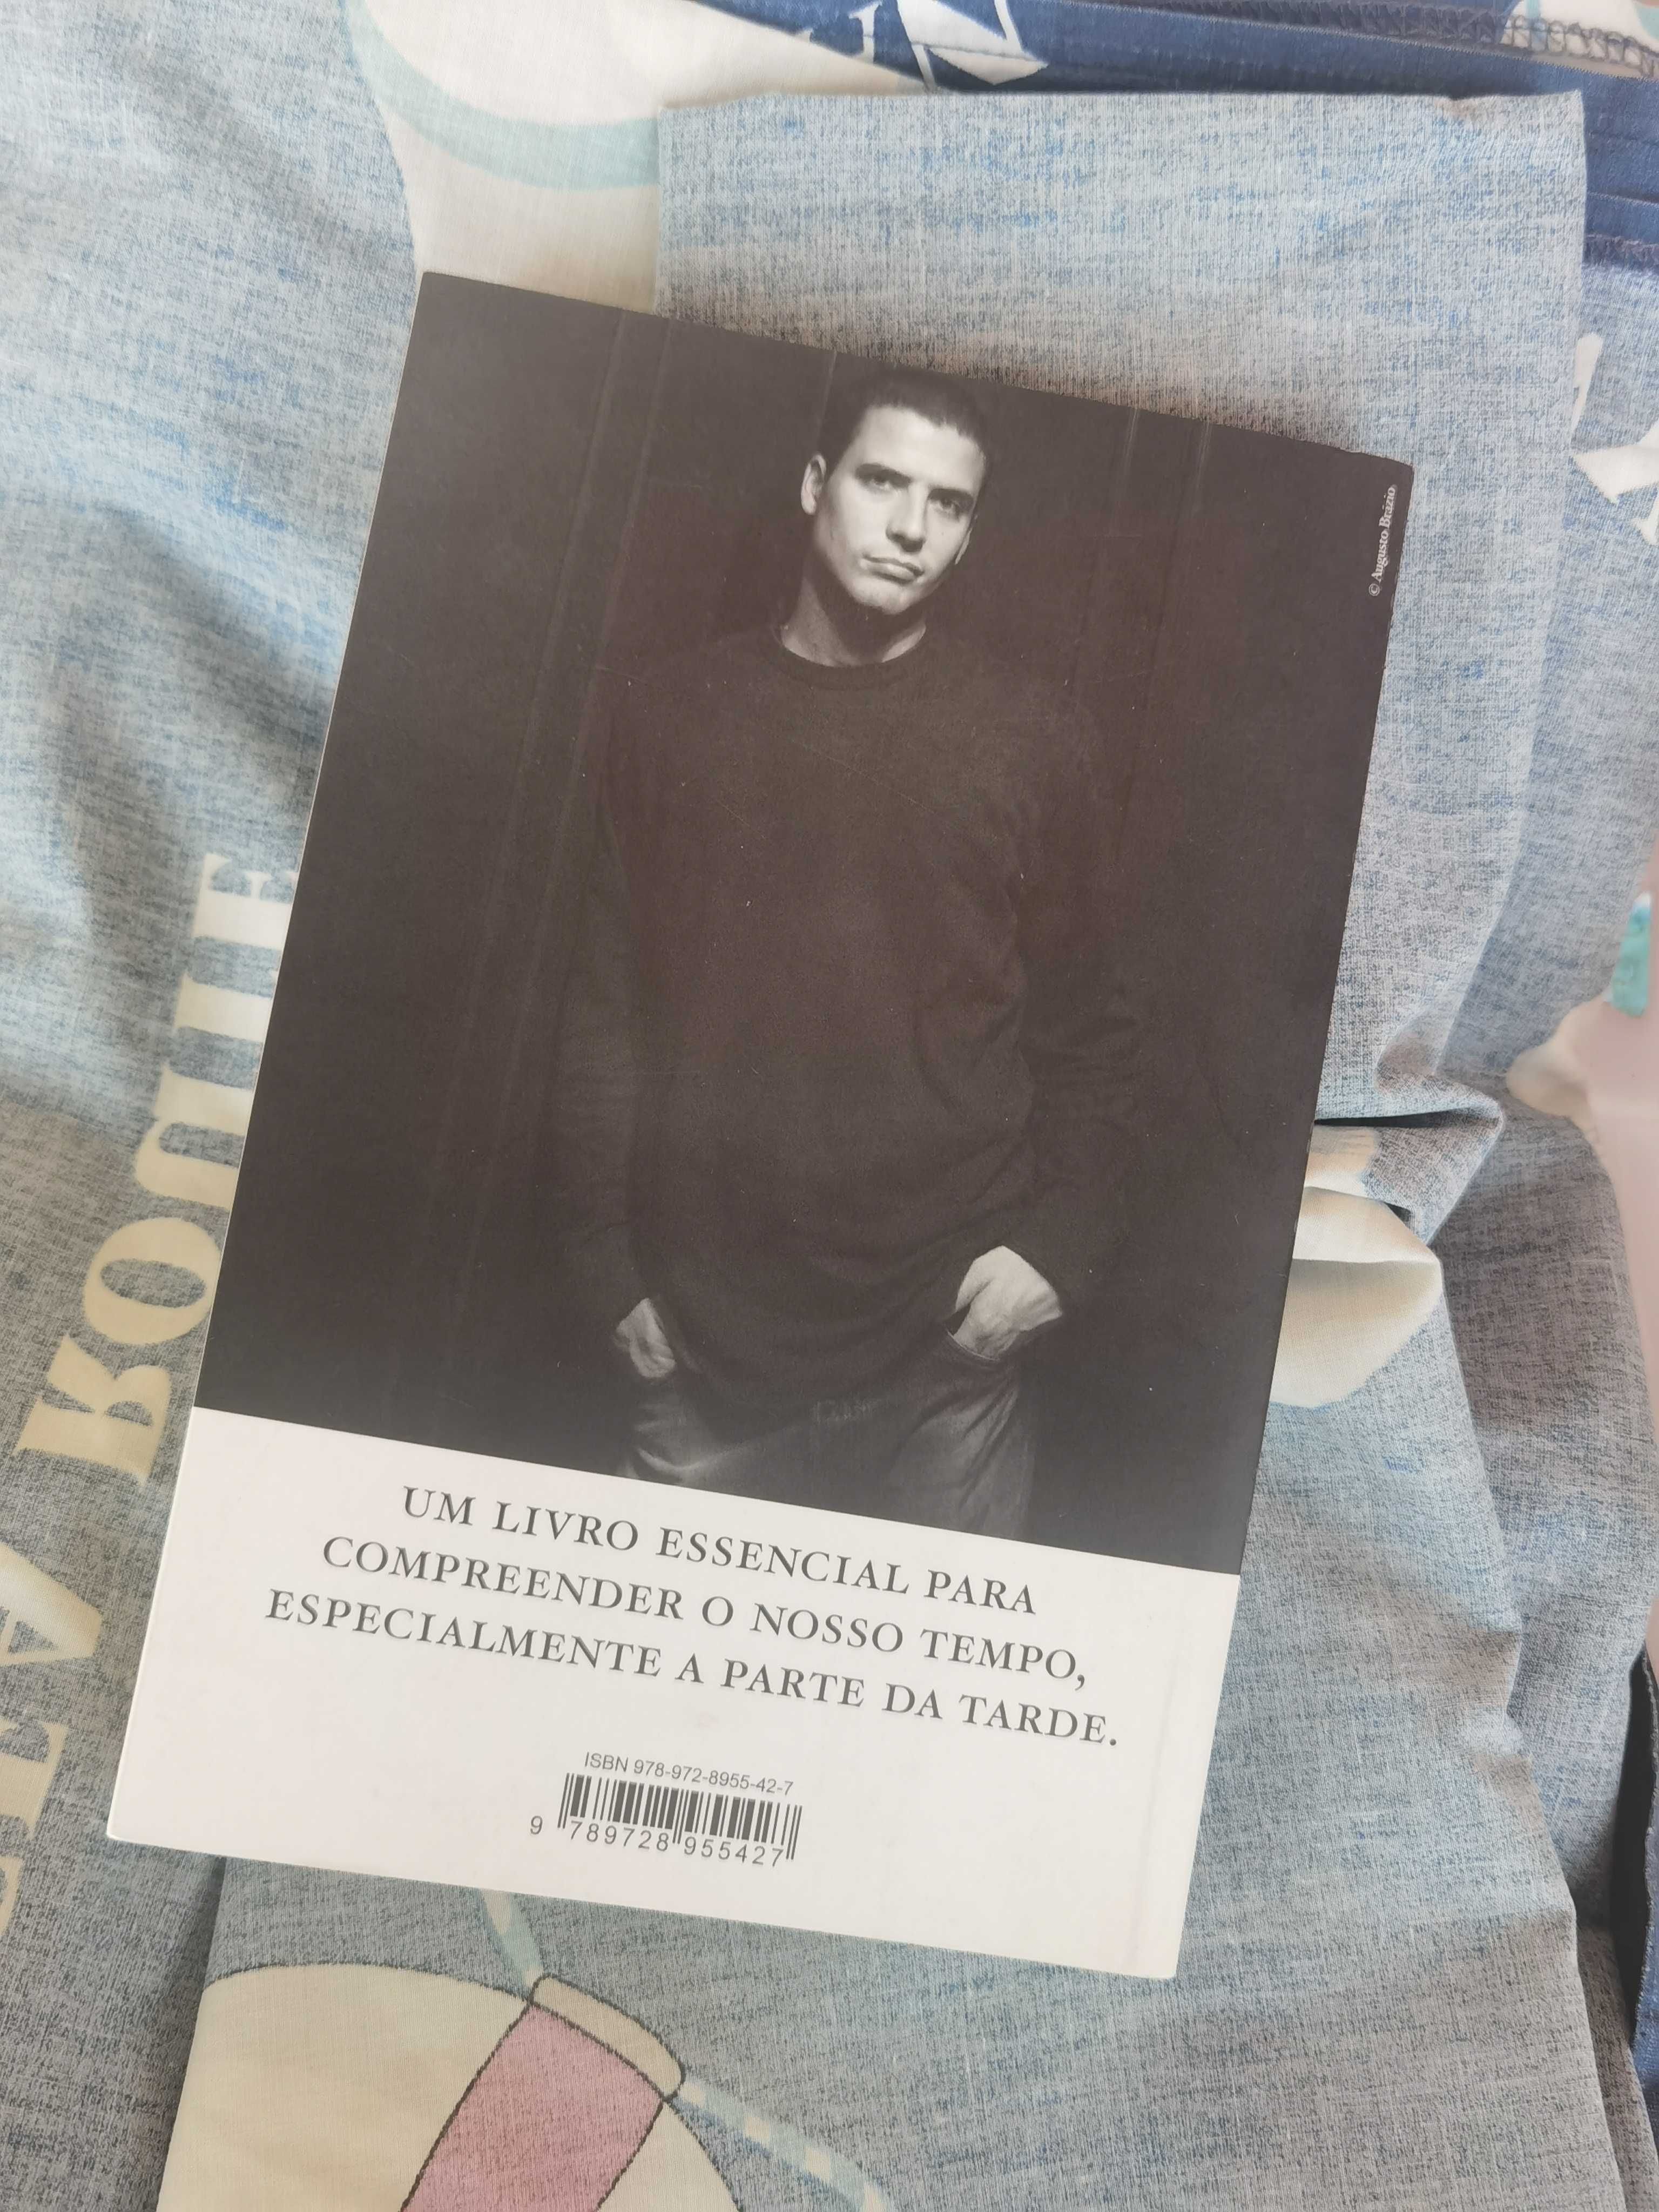 © Augusto Brázio
UM LIVRO ESSENCIAL PARA
COMPREENDER O NOSSO TEMPO,
ESPECIALMENTE A PARTE DA TARDE.
ISBN 978-972-8955-42-7
9 789728 955427